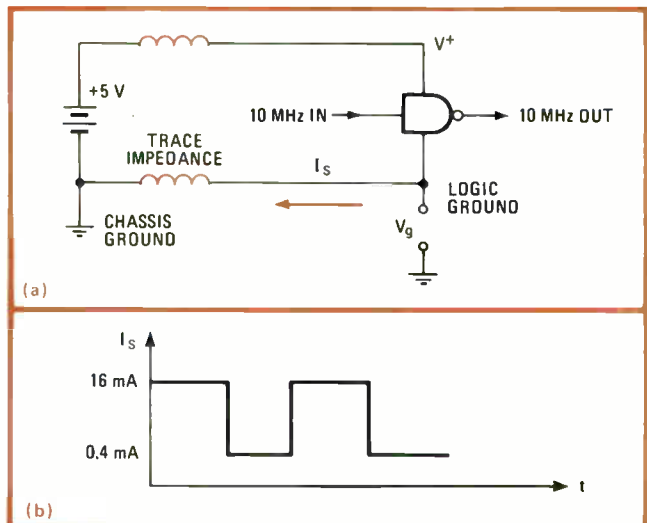 V+
+5 V
10 MHz IN
10 MHz OUT
TRACE
IMPEDANCE
Is
LOGIC
GROUND
CHASSIS
GROUND
Vg
(a)
Is
16 mA
0.4 mA
t
(b)